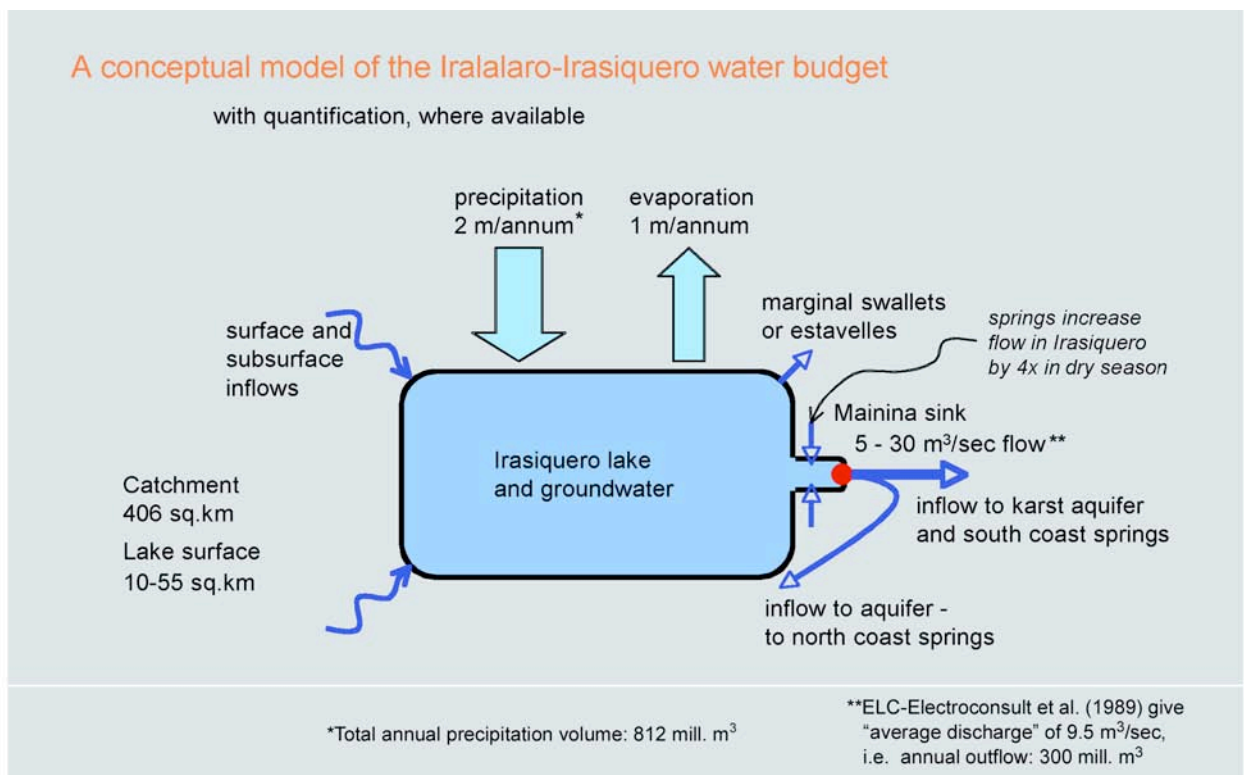 A conceptual model of the Iralalaro-Irasiquero water budget
with quantification, where available
precipitation
2 m/annum*
evaporation
1 m/annum
surface and
subsurface
inflows
marginal swallets
or estavelles
springs increase
flow in Irasiquero
by 4x in dry season
Mainina sink
5 - 30 m³/sec flow**
Irasiquero lake
and groundwater
Catchment
406 sq.km
Lake surface
10-55 sq.km
inflow to karst aquifer
and south coast springs
inflow to aquifer -
to north coast springs
*Total annual precipitation volume: 812 mill. m³
**ELC-Electroconsult et al. (1989) give
"average discharge" of 9.5 m³/sec,
i.e. annual outflow: 300 mill. m³